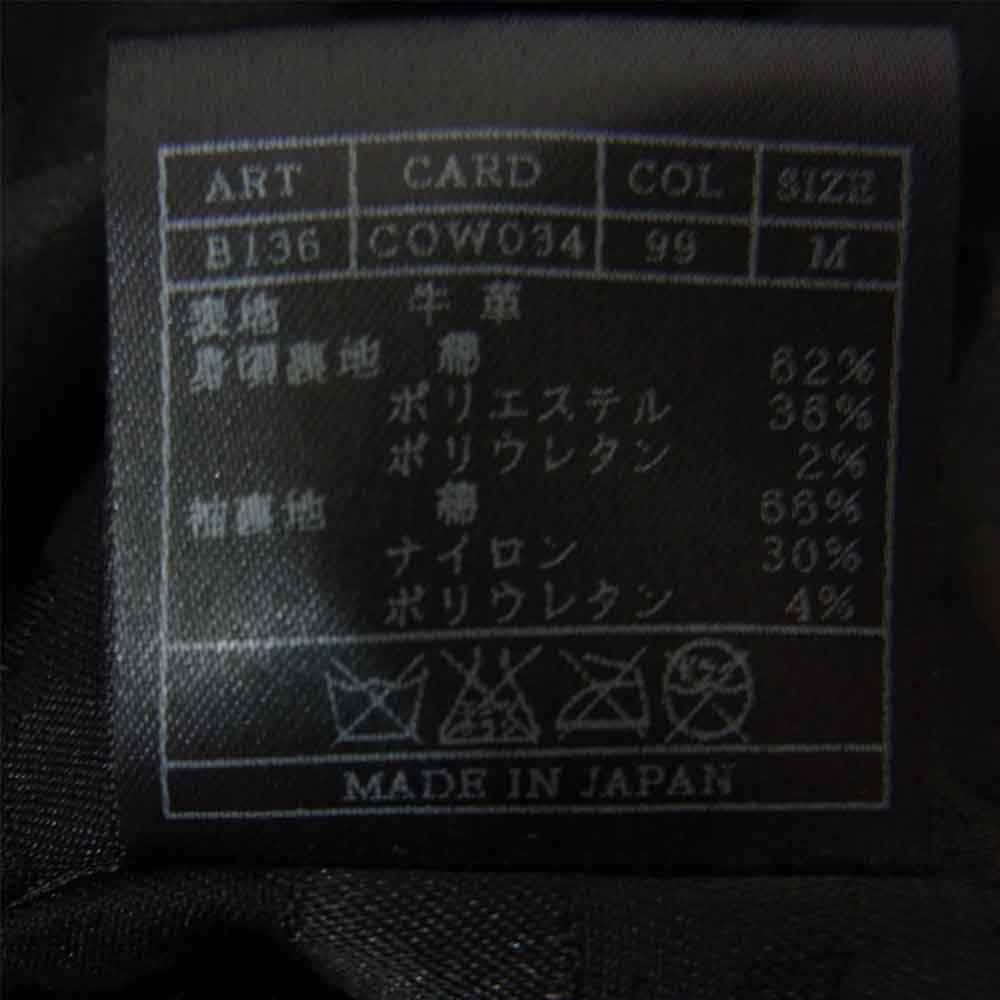 ART CARD COL SIZE
B136 COW034 99 M
表地 牛革
身頃裏地 綿 62%
ポリエステル 36%
ポリウレタン 2%
袖裏地 綿 66%
ナイロン 30%
ポリウレタン 4%
MADE IN JAPAN